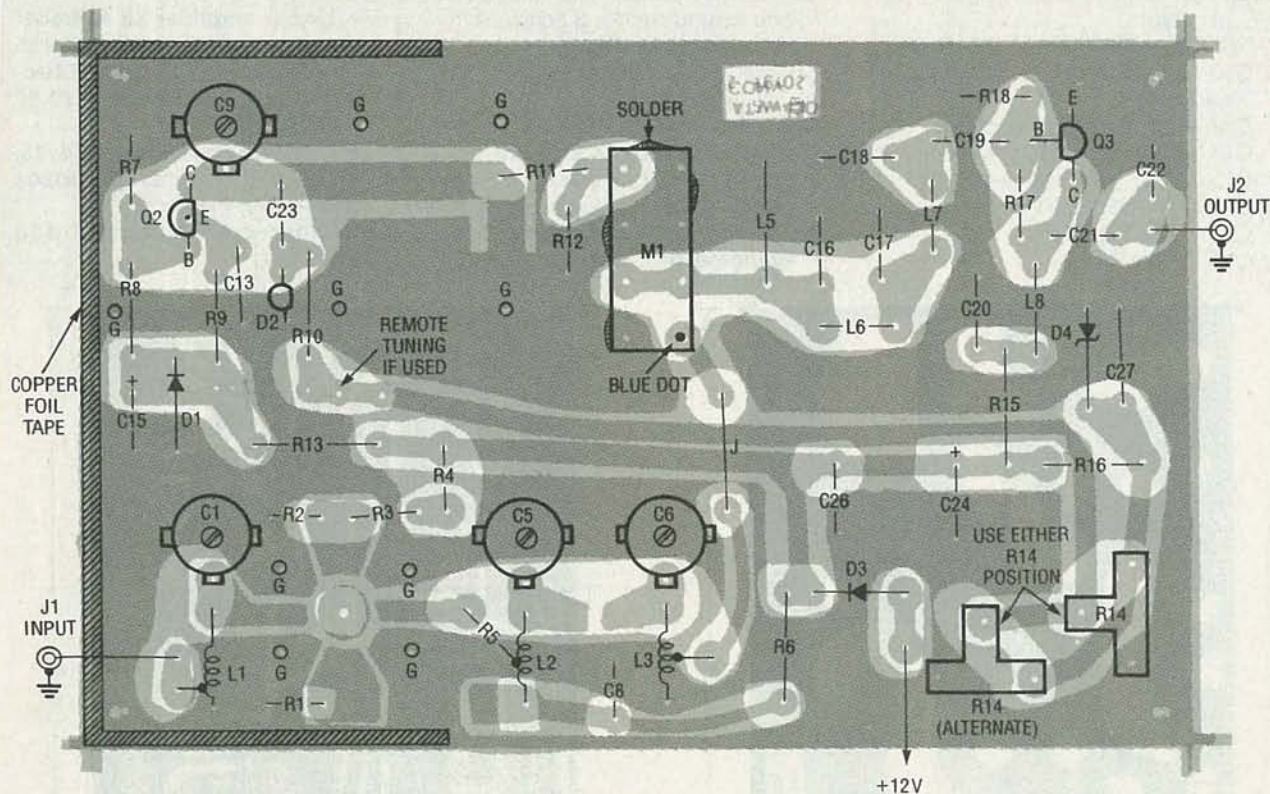 C9
G
G
SOLDER
R18
E
B
Q3
C19
C18
C
C22
J2
OUTPUT
R7
C
Q2
E
B
C23
R11
R12
M1
L5
C16
C17
L7
R17
C21
R8
C13
R9
D2
R10
G
G
G
REMOTE
TUNING
IF USED
BLUE DOT
L6
C20
L8
D4
C27
COPPER
FOIL
TAPE
+
C15
D1
R13
R4
J
R15
+
R16
C26
C24
C1
R2
R3
C5
C6
USE EITHER
R14
POSITION
G
G
D3
R14
J1
INPUT
R5
L1
G
G
L2
L3
R6
R1
C8
R14
(ALTERNATE)
+12V